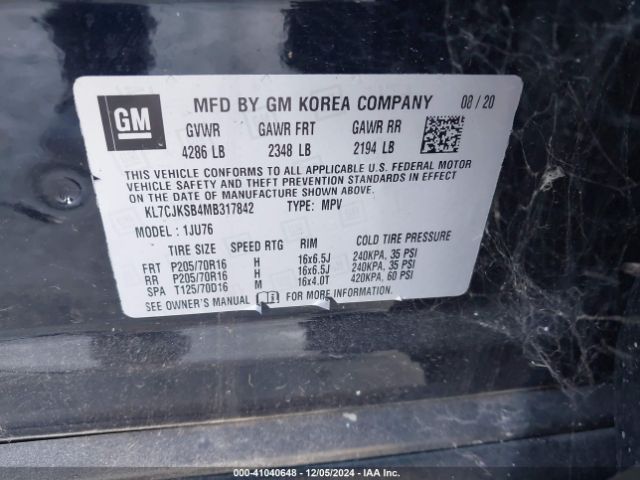 GM
MFD BY GM KOREA COMPANY 08 / 20
GVWR GAWR FRT GAWR RR
4286 LB 2348 LB 2194 LB
THIS VEHICLE CONFORMS TO ALL APPLICABLE U.S. FEDERAL MOTOR
VEHICLE SAFETY AND THEFT PREVENTION STANDARDS IN EFFECT
ON THE DATE OF MANUFACTURE SHOWN ABOVE.
KL7CJKSB4MB317842 TYPE: MPV
MODEL : 1JU76
TIRE SIZE SPEED RTG RIM COLD TIRE PRESSURE
FRT P205/70R16 H 16x6.5J 240KPA, 35 PSI
RR P205/70R16 H 16x6.5J 240KPA, 35 PSI
SPA T125/70D16 M 16x4.0T 420KPA, 60 PSI
SEE OWNER'S MANUAL FOR MORE INFORMATION.
000-41040648 - 12/05/2024 - IAA Inc.